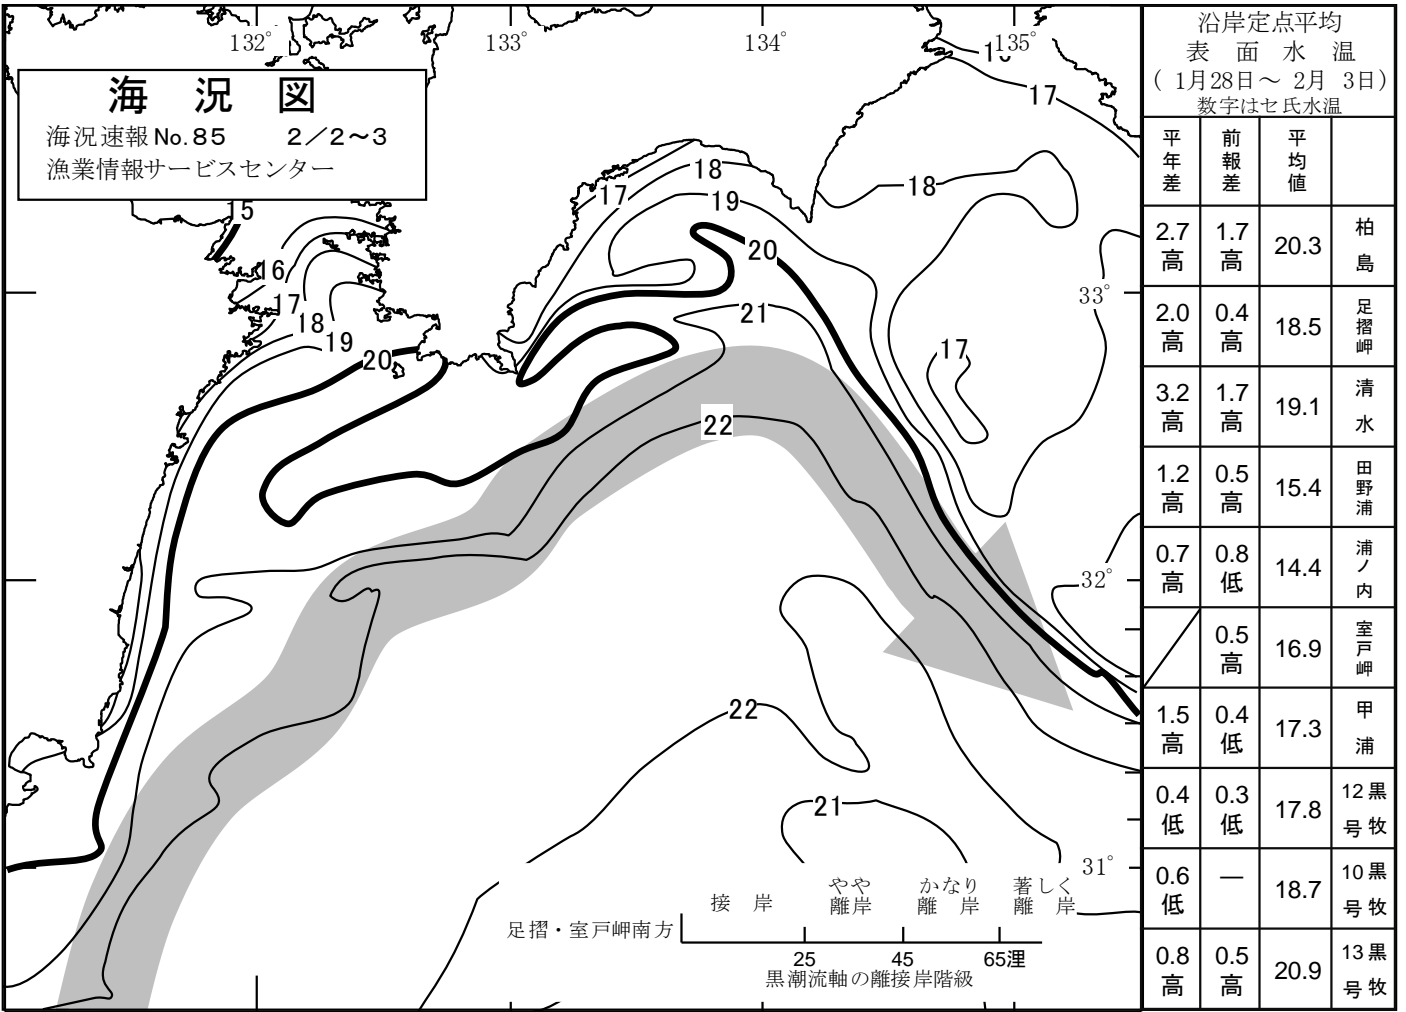 132°
133°
134°
135°
海　況　図
海況速報 No.85　2／2～3
漁業情報サービスセンター
15
16
17
18
19
20
17
18
19
20
21
22
16
17
18
17
33°
32°
31°
22
21
接　岸　やや離岸　かなり離　岸　著しく離　岸
足摺・室戸岬南方
25　45　65浬
黒潮流軸の離接岸階級
沿岸定点平均
表　面　水　温
( 1月28日～ 2月 3日)
数字はセ氏水温
平年差　前報差　平均値
2.7高　1.7高　20.3　柏島
2.0高　0.4高　18.5　足摺岬
3.2高　1.7高　19.1　清水
1.2高　0.5高　15.4　田野浦
0.7高　0.8低　14.4　浦ノ内
0.5高　16.9　室戸岬
1.5高　0.4低　17.3　甲浦
0.4低　0.3低　17.8　黒牧12号
0.6低　—　18.7　黒牧10号
0.8高　0.5高　20.9　黒牧13号